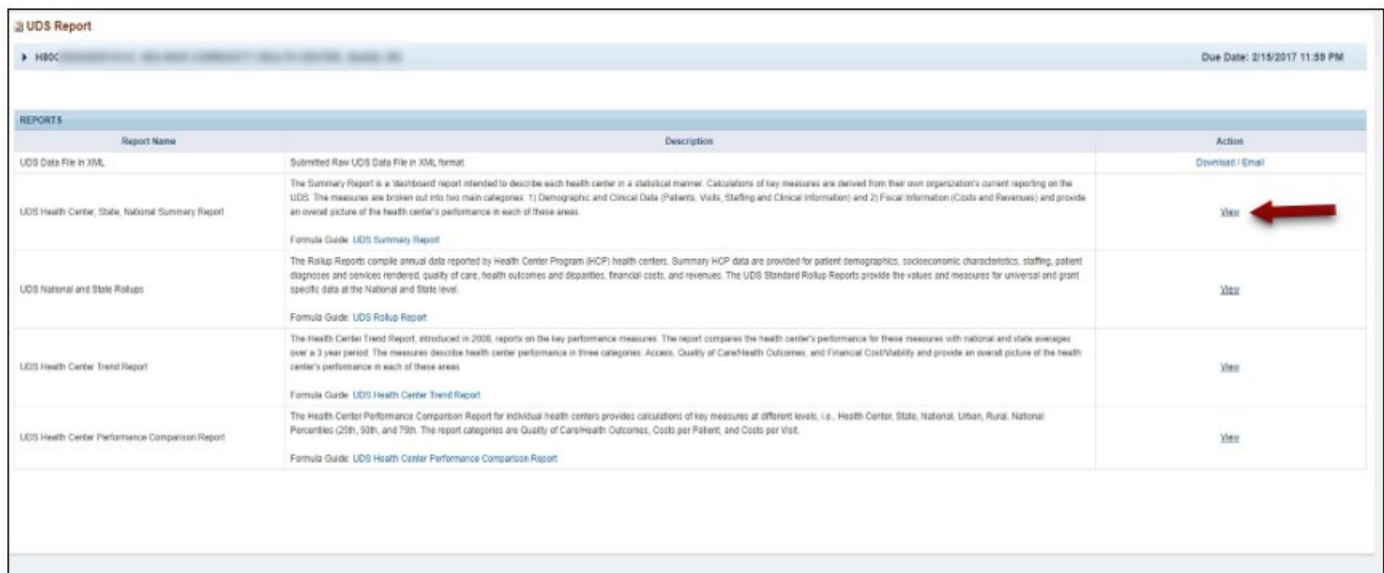 UDS Report
H80C
Due Date: 2/15/2017 11:59 PM
REPORTS
Report Name
Description
Action
UDS Data File in XML
Submitted Raw UDS Data File in XML format.
Download / Email
UDS Health Center, State, National Summary Report
The Summary Report is a 'dashboard' report intended to describe each health center in a statistical manner. Calculations of key measures are derived from their own organization's current reporting on the
UDS. The measures are broken out into two main categories: 1) Demographic and Clinical Data (Patients, Visits, Staffing and Clinical Information) and 2) Fiscal Information (Costs and Revenues) and provide
an overall picture of the health center's performance in each of these areas.
Formula Guide: UDS Summary Report
View
UDS National and State Rollups
The Rollup Reports compile annual data reported by Health Center Program (HCP) health centers. Summary HCP data are provided for patient demographics, socioeconomic characteristics, staffing, patient
diagnoses and services rendered, quality of care, health outcomes and disparities, financial costs, and revenues. The UDS Standard Rollup Reports provide the values and measures for universal and grant
specific data at the National and State level.
Formula Guide: UDS Rollup Report
View
UDS Health Center Trend Report
The Health Center Trend Report, introduced in 2008, reports on the key performance measures. The report compares the health center's performance for these measures with national and state averages
over a 3 year period. The measures describe health center performance in three categories: Access, Quality of Care/Health Outcomes, and Financial Cost/Viability and provide an overall picture of the health
center's performance in each of these areas.
Formula Guide: UDS Health Center Trend Report
View
UDS Health Center Performance Comparison Report
The Health Center Performance Comparison Report for individual health centers provides calculations of key measures at different levels, i.e., Health Center, State, National, Urban, Rural, National
Percentiles (25th, 50th, and 75th. The report categories are Quality of Care/Health Outcomes, Costs per Patient, and Costs per Visit.
Formula Guide: UDS Health Center Performance Comparison Report
View